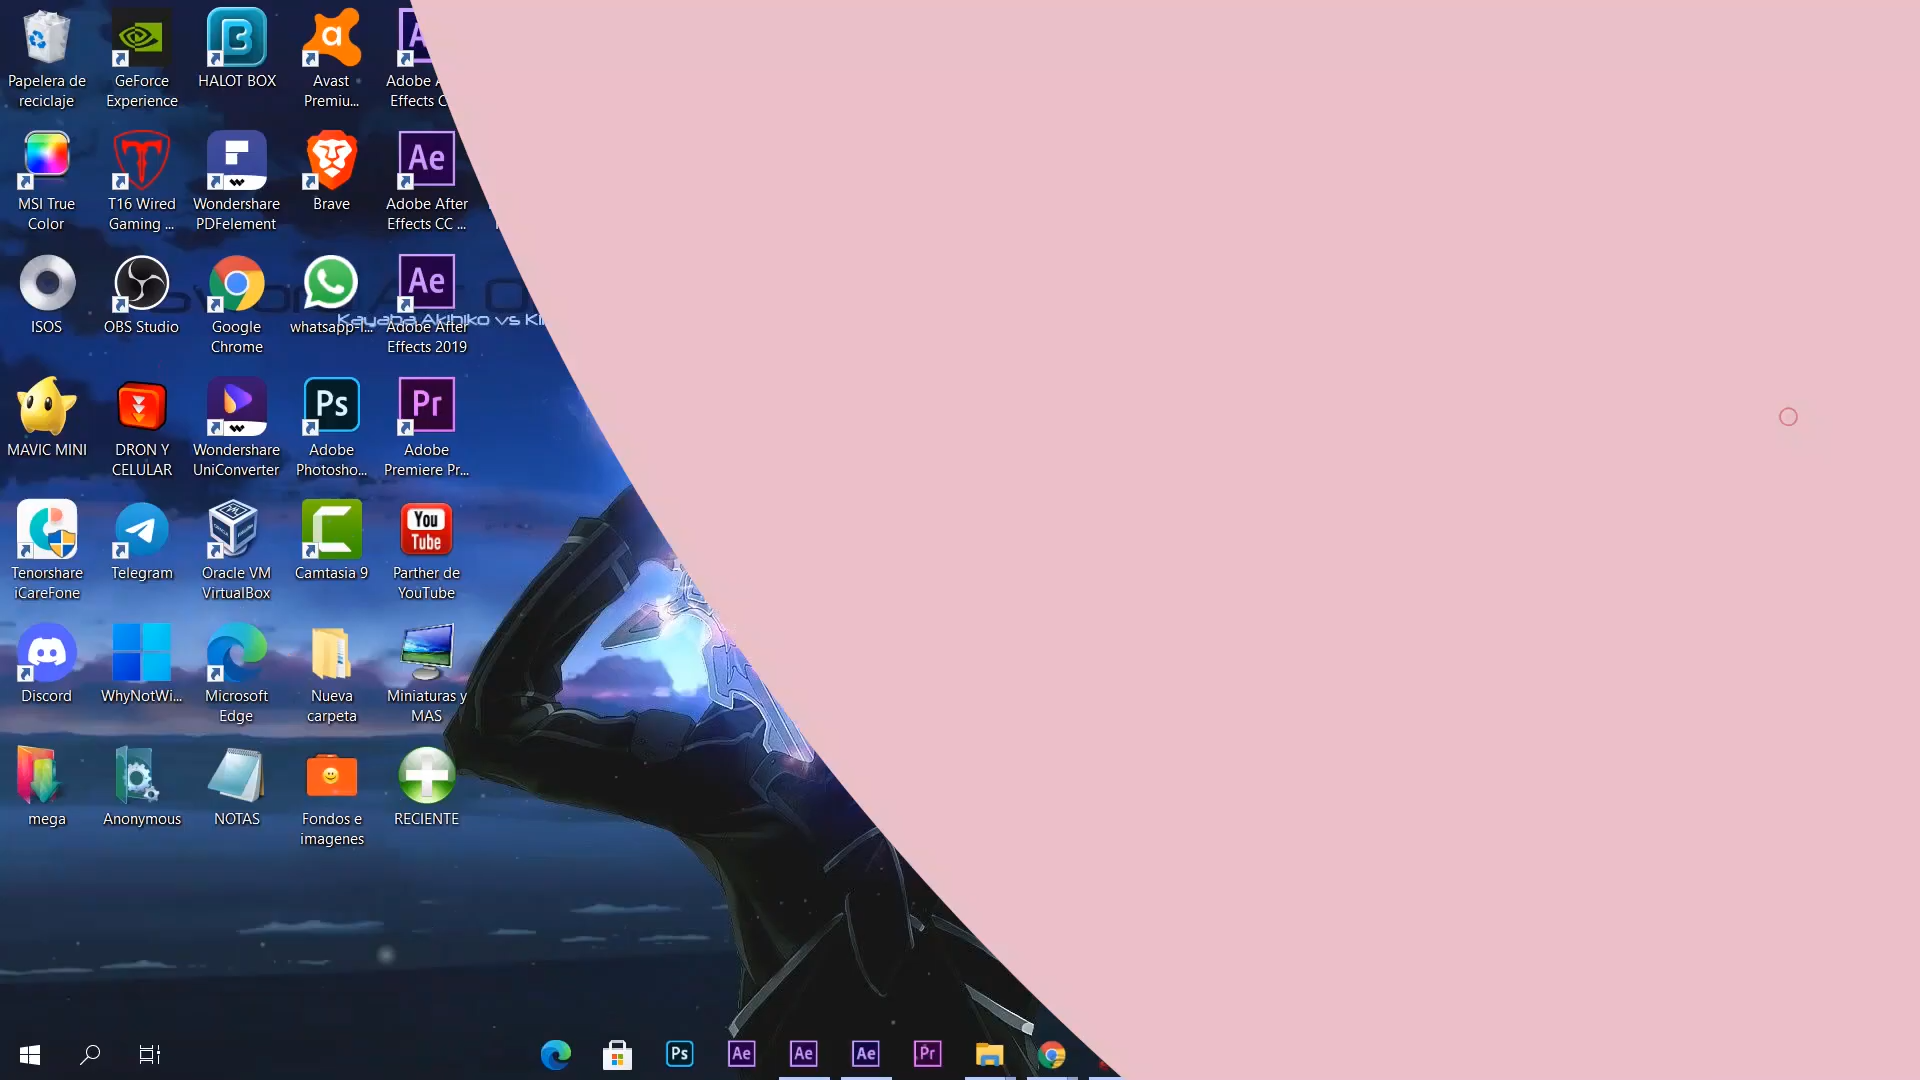 Papelera de
reciclaje
GeForce
Experience
HALOT BOX
Avast
Premiu...
Adobe A
Effects C
MSI True
Color
T16 Wired
Gaming ...
Wondershare
PDFelement
Brave
Ae
Adobe After
Effects CC ...
ISOS
OBS Studio
Google
Chrome
whatsapp-i...
Ae
Adobe After
Effects 2019
Kayaba Akihiko vs Ki
MAVIC MINI
DRON Y
CELULAR
Wondershare
UniConverter
Ps
Adobe
Photosho...
Pr
Adobe
Premiere Pr...
Tenorshare
iCareFone
Telegram
Oracle VM
VirtualBox
Camtasia 9
You
Tube
Parther de
YouTube
Discord
WhyNotWi...
Microsoft
Edge
Nueva
carpeta
Miniaturas y
MAS
mega
Anonymous
NOTAS
Fondos e
imagenes
RECIENTE
Ps
Ae
Ae
Ae
Pr